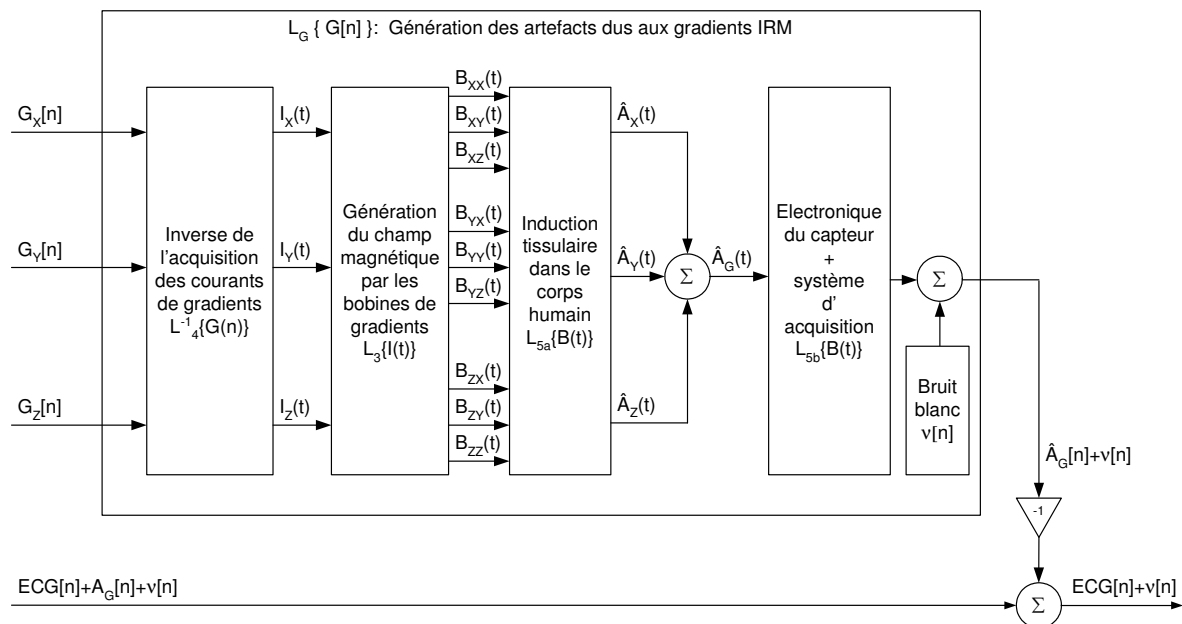 L_G { G[n] }: Génération des artefacts dus aux gradients IRM
G_X[n]
G_Y[n]
G_Z[n]
Inverse de
l'acquisition
des courants
de gradients
L^-1_4{G(n)}
I_X(t)
I_Y(t)
I_Z(t)
Génération
du champ
magnétique
par les
bobines de
gradients
L_3{I(t)}
B_XX(t)
B_XY(t)
B_XZ(t)
B_YX(t)
B_YY(t)
B_YZ(t)
B_ZX(t)
B_ZY(t)
B_ZZ(t)
Induction
tissulaire
dans le
corps
humain
L_5a{B(t)}
Â_X(t)
Â_Y(t)
Â_Z(t)
Σ
Â_G(t)
Electronique
du capteur
+
système
d'
acquisition
L_5b{B(t)}
Σ
Bruit
blanc
ν[n]
Â_G[n]+ν[n]
-1
ECG[n]+A_G[n]+ν[n]
Σ
ECG[n]+ν[n]